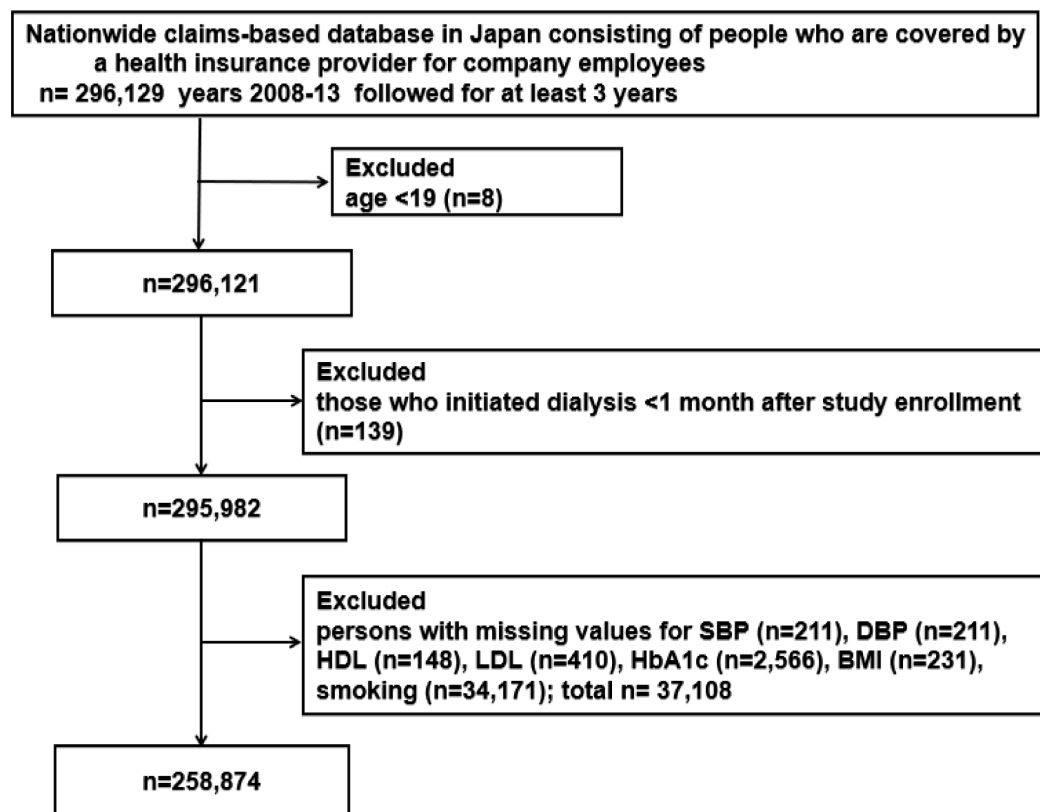 Nationwide claims-based database in Japan consisting of people who are covered by
a health insurance provider for company employees
n= 296,129 years 2008-13 followed for at least 3 years
Excluded
age <19 (n=8)
n=296,121
Excluded
those who initiated dialysis <1 month after study enrollment
(n=139)
n=295,982
Excluded
persons with missing values for SBP (n=211), DBP (n=211),
HDL (n=148), LDL (n=410), HbA1c (n=2,566), BMI (n=231),
smoking (n=34,171); total n= 37,108
n=258,874